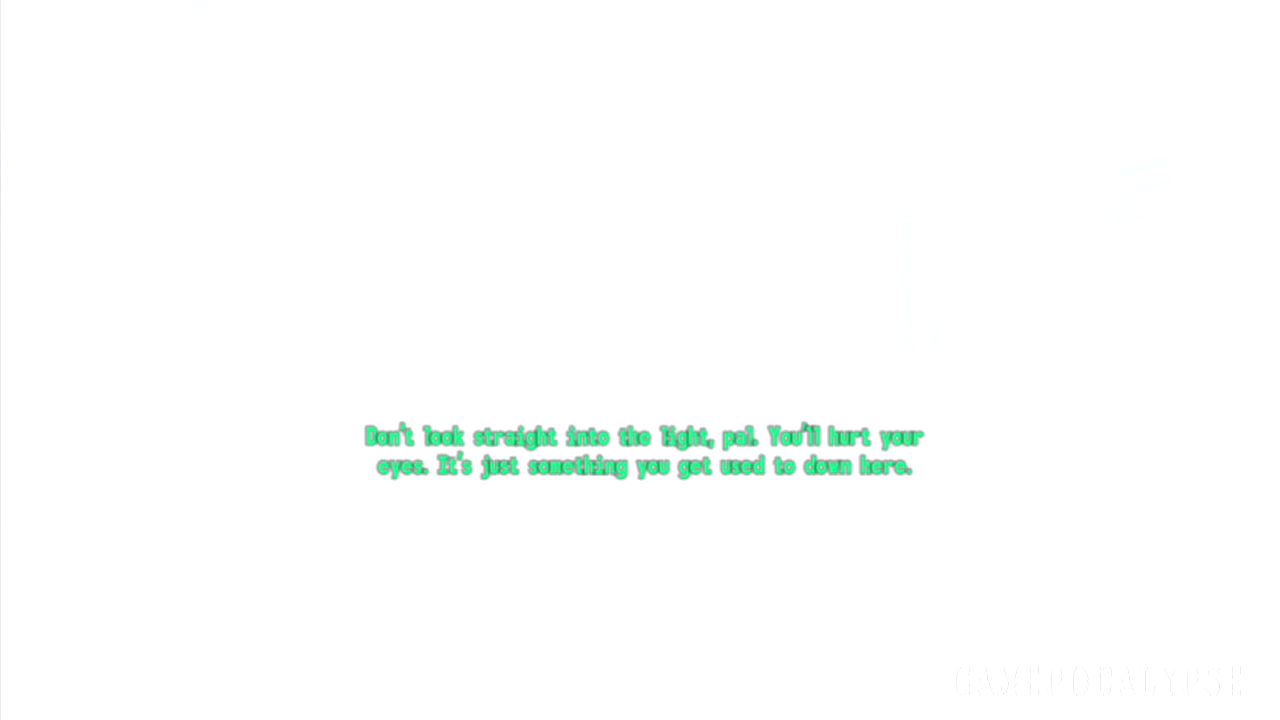 Don't look straight into the light, pal. You'll hurt your
eyes. It's just something you get used to down here.
GAMEPOCALYPSE